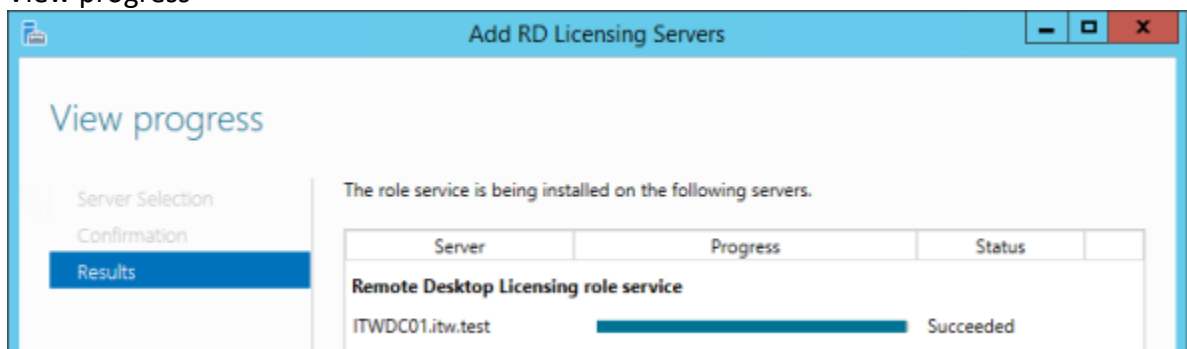 View progress
Add RD Licensing Servers
View progress
Server Selection
Confirmation
Results
The role service is being installed on the following servers.
Server Progress Status
Remote Desktop Licensing role service
ITWDC01.itw.test Succeeded